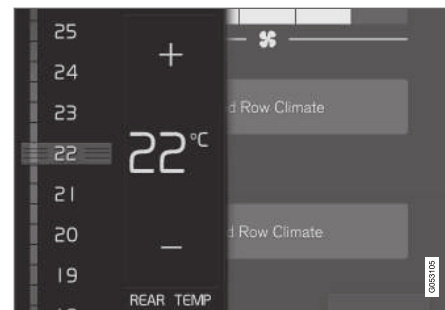 25
24
23
22
21
20
19
+
22°C
−
REAR TEMP
d Row Climate
d Row Climate
G053105